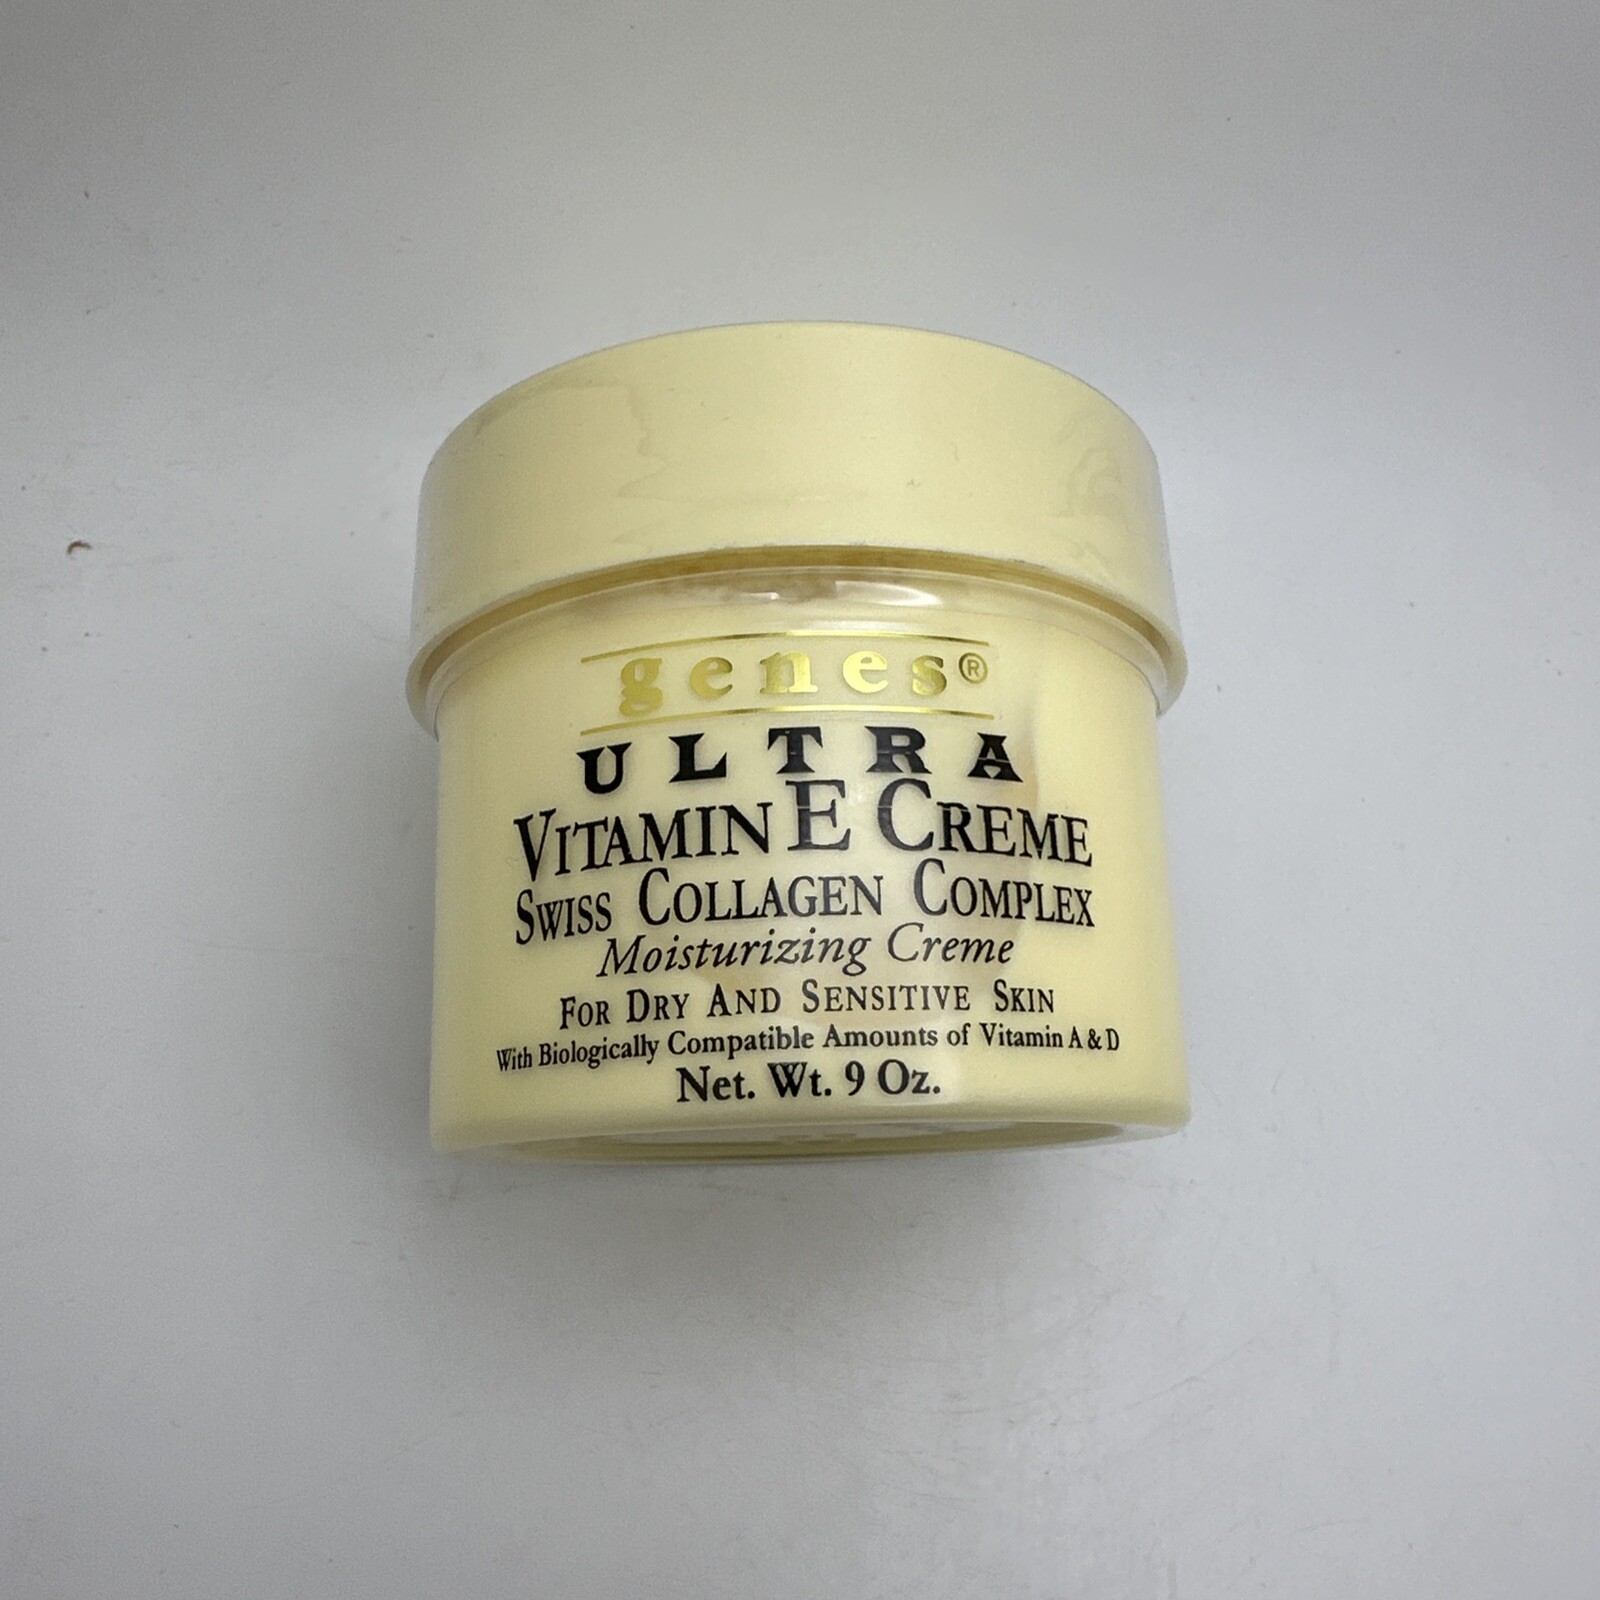 genes®
ULTRA
VITAMIN E CREME
SWISS COLLAGEN COMPLEX
Moisturizing Creme
FOR DRY AND SENSITIVE SKIN
With Biologically Compatible Amounts of Vitamin A & D
Net. Wt. 9 Oz.